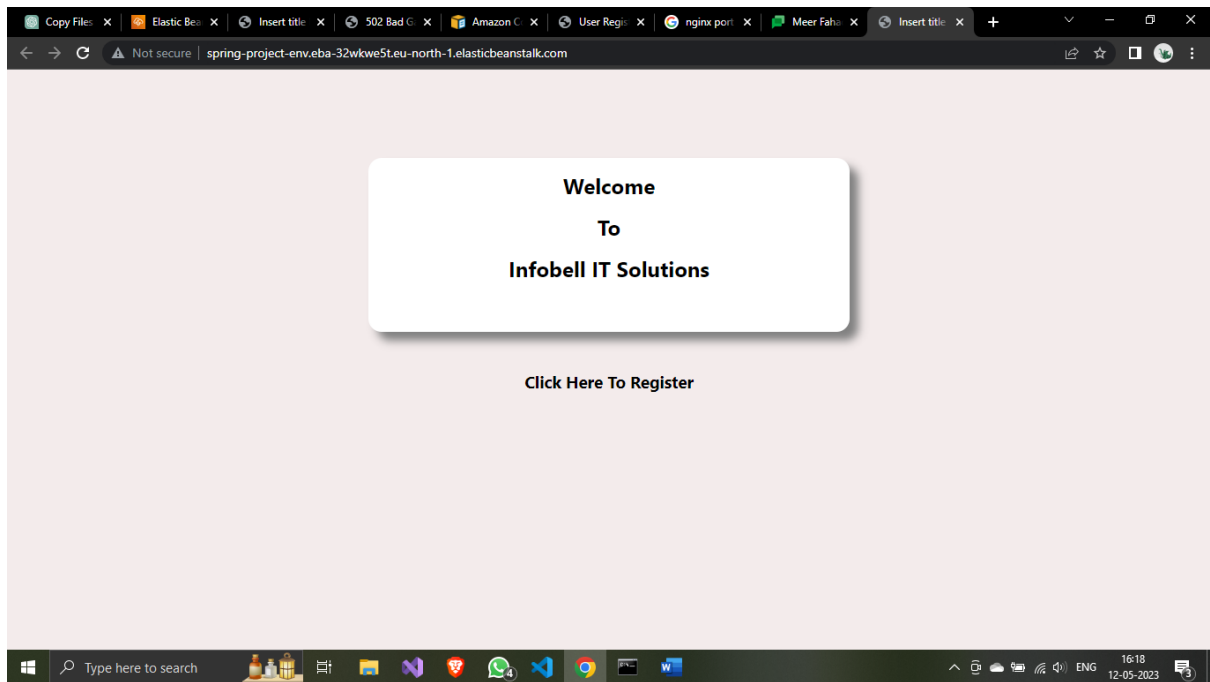 Copy Files
Elastic Bea
Insert title
502 Bad G
Amazon C
User Regis
nginx port
Meer Faha
Insert title
Not secure
spring-project-env.eba-32wkwe5t.eu-north-1.elasticbeanstalk.com
Welcome
To
Infobell IT Solutions
Click Here To Register
Type here to search
4
W
ENG
16:18
12-05-2023
3